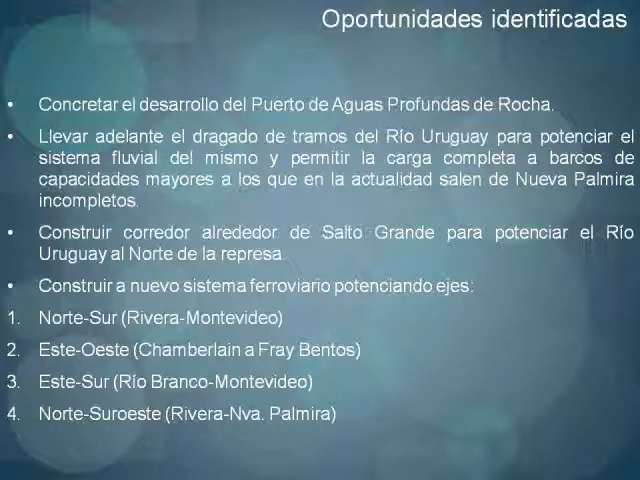 Oportunidades identificadas
• Concretar el desarrollo del Puerto de Aguas Profundas de Rocha.
• Llevar adelante el dragado de tramos del Río Uruguay para potenciar el
sistema fluvial del mismo y permitir la carga completa a barcos de
capacidades mayores a los que en la actualidad salen de Nueva Palmira
incompletos.
• Construir corredor alrededor de Salto Grande para potenciar el Río
Uruguay al Norte de la represa.
• Construir a nuevo sistema ferroviario potenciando ejes:
1. Norte-Sur (Rivera-Montevideo)
2. Este-Oeste (Chamberlain a Fray Bentos)
3. Este-Sur (Río Branco-Montevideo)
4. Norte-Suroeste (Rivera-Nva. Palmira)